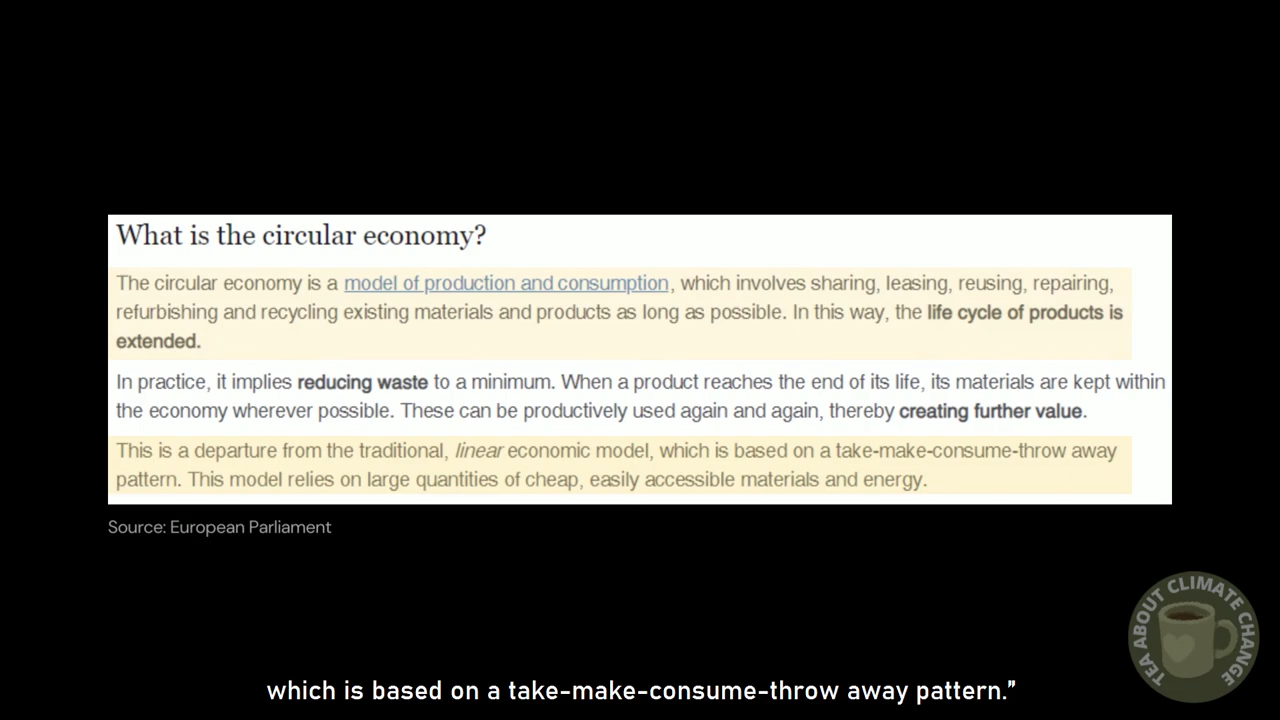 What is the circular economy?
The circular economy is a model of production and consumption, which involves sharing, leasing, reusing, repairing,
refurbishing and recycling existing materials and products as long as possible. In this way, the life cycle of products is
extended.
In practice, it implies reducing waste to a minimum. When a product reaches the end of its life, its materials are kept within
the economy wherever possible. These can be productively used again and again, thereby creating further value.
This is a departure from the traditional, linear economic model, which is based on a take-make-consume-throw away
pattern. This model relies on large quantities of cheap, easily accessible materials and energy.
Source: European Parliament
TEA ABOUT CLIMATE CHANGE
which is based on a take-make-consume-throw away pattern.”